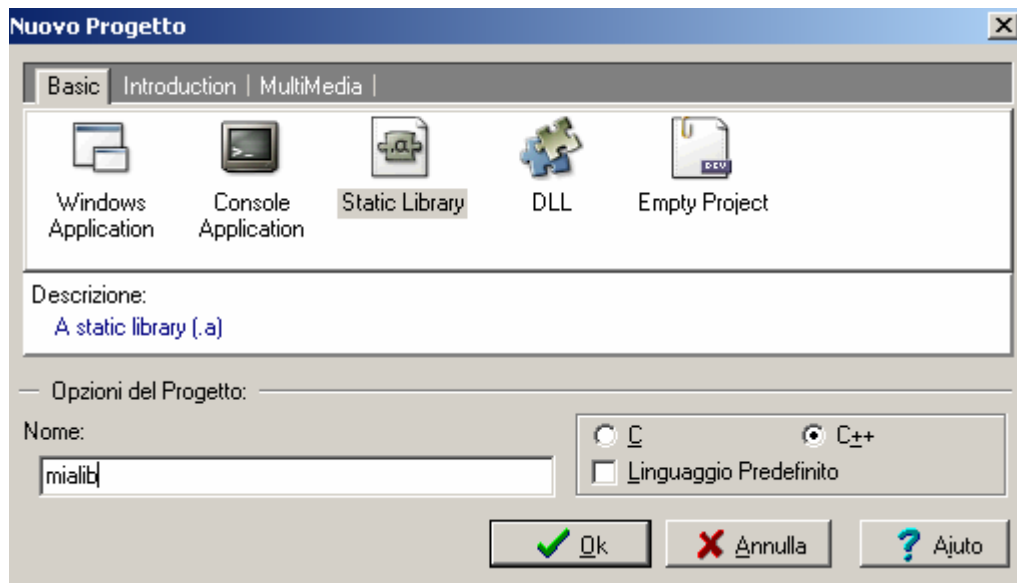 Nuovo Progetto
Basic Introduction MultiMedia
.a
DEV
Windows Application
Console Application
Static Library
DLL
Empty Project
Descrizione:
A static library (.a)
Opzioni del Progetto:
Nome:
C C++
mialib
Linguaggio Predefinito
Ok Annulla Aiuto